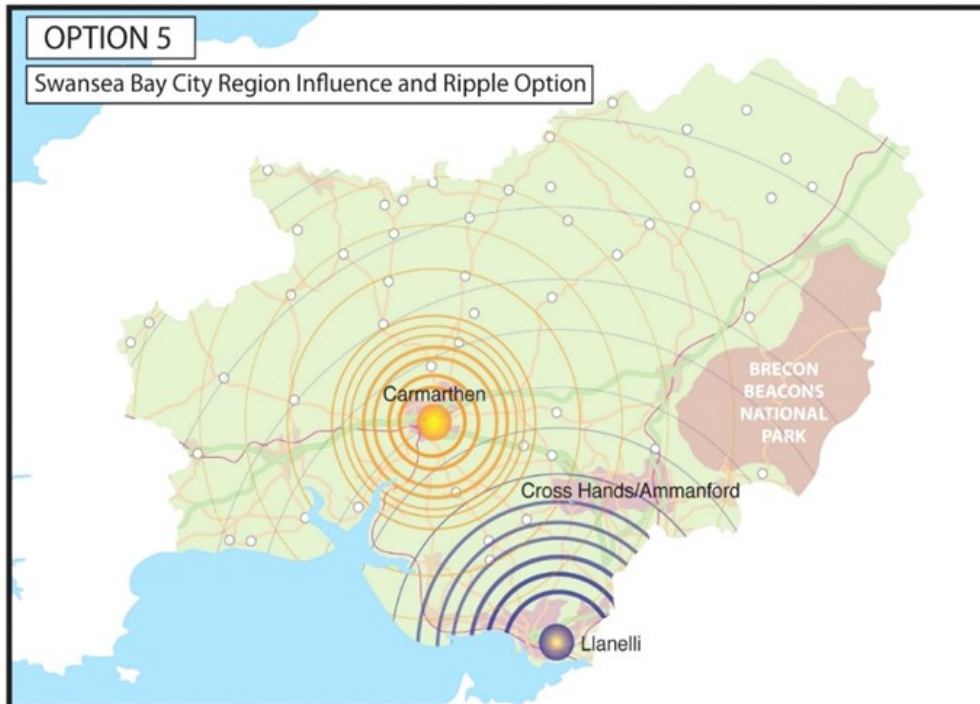 OPTION 5
Swansea Bay City Region Influence and Ripple Option
BRECON
BEACONS
NATIONAL
PARK
Carmarthen
Cross Hands/Ammanford
Llanelli